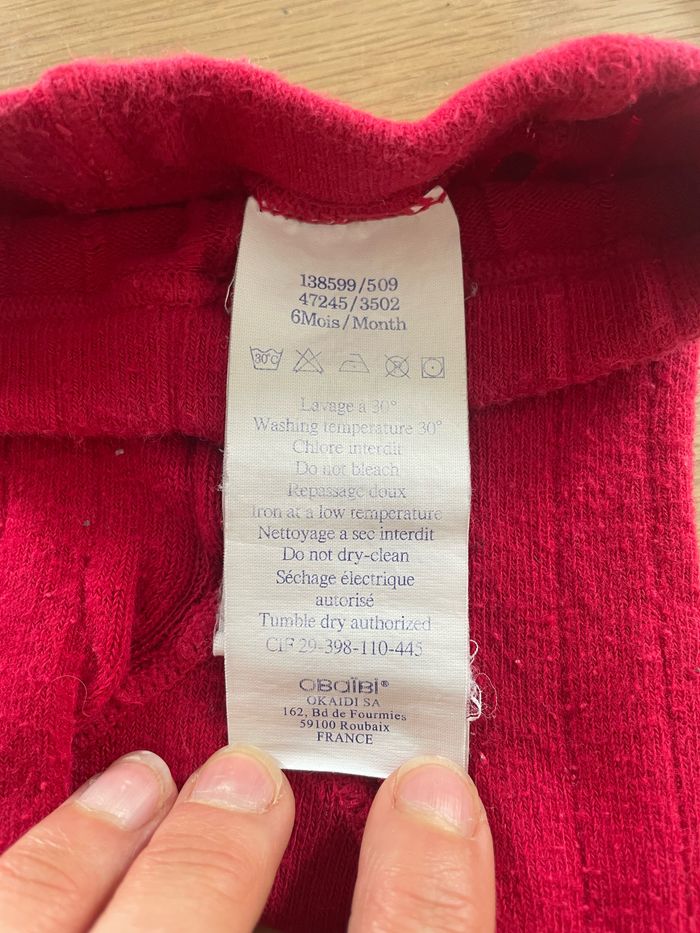 138599/509
47245/3502
6Mois/Month
30°C
Lavage a 30°
Washing temperature 30°
Chlore interdit
Do not bleach
Repassage doux
Iron at a low temperature
Nettoyage a sec interdit
Do not dry-clean
Séchage électrique
autorisé
Tumble dry authorized
CIF 29-398-110-445
OBAÏBI®
OKAIDI SA
162, Bd de Fourmies
59100 Roubaix
FRANCE